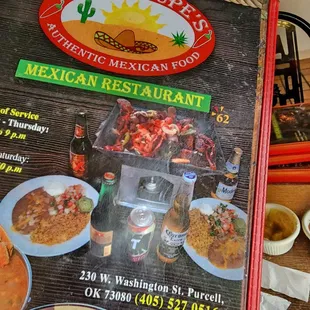 PE'S
AUTHENTIC MEXICAN FOOD
MEXICAN RESTAURANT
of Service
- Thursday:
9 p.m
aturday:
0 p.m
230 W. Washington St. Purcell,
OK 73080 (405) 527 051